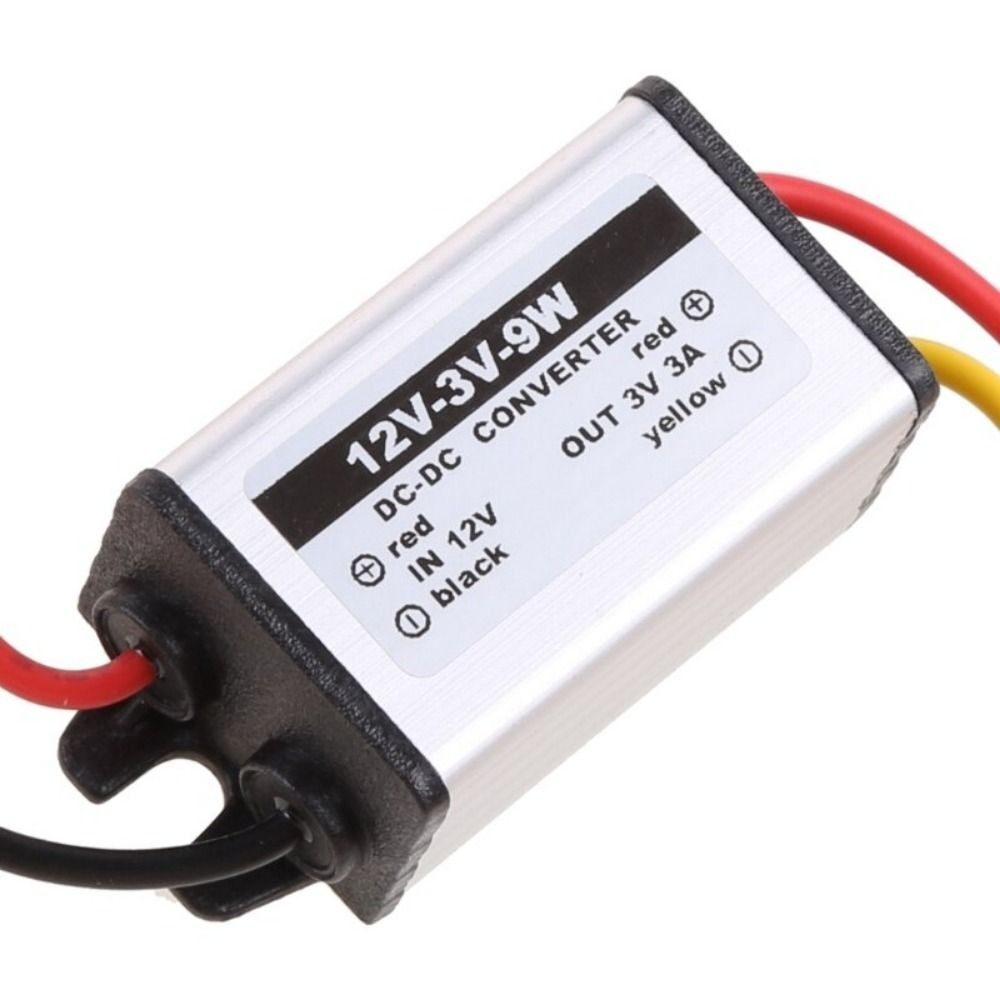 12V-3V-9W
DC-DC CONVERTER
⊕ red
IN 12V
⊖ black
red ⊕
OUT 3V 3A
yellow ⊖